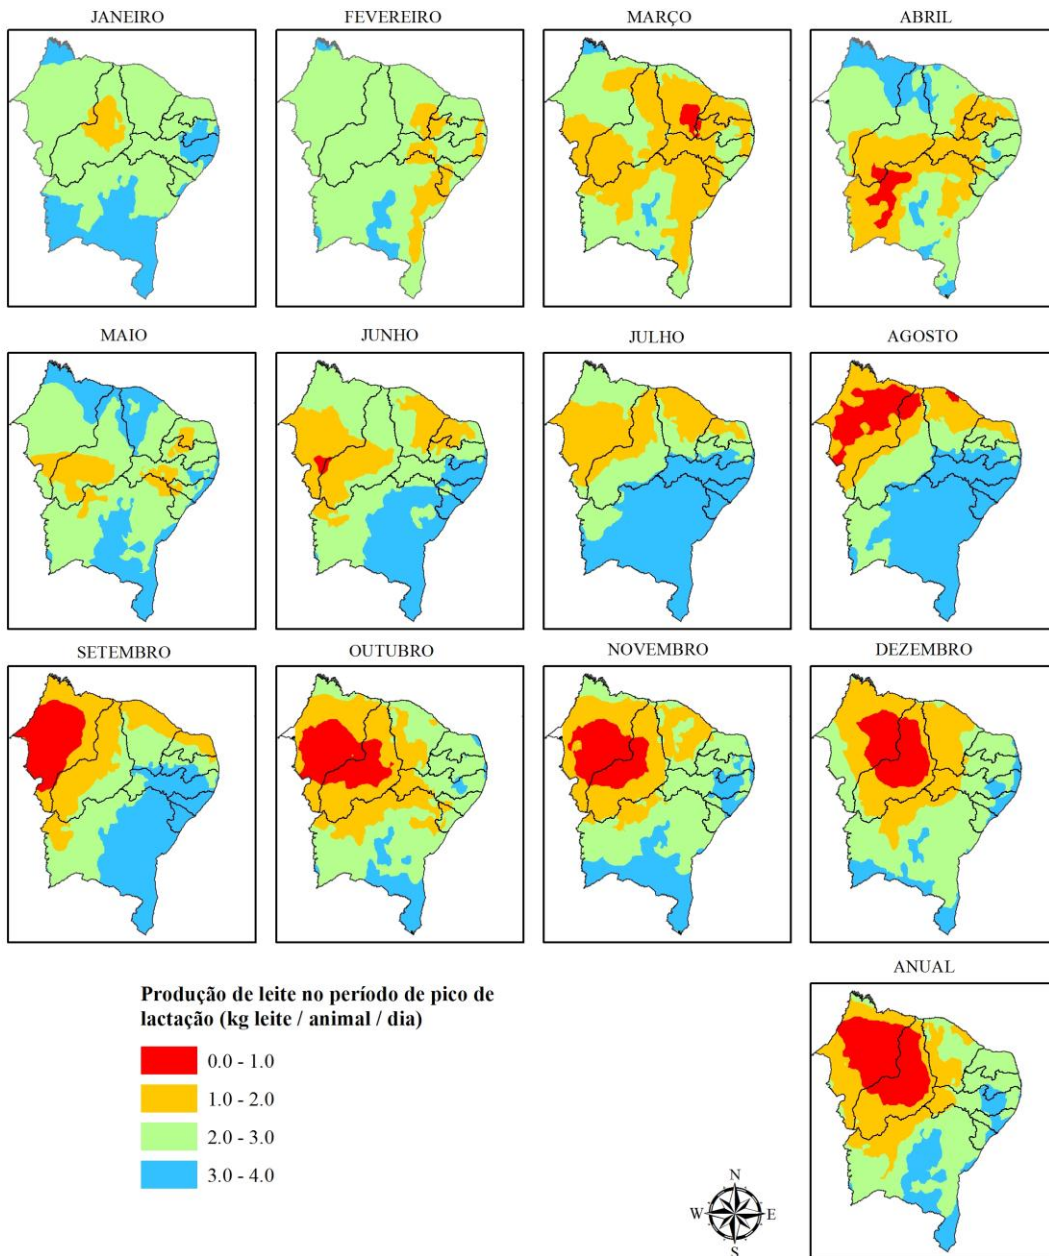 JANEIRO
FEVEREIRO
MARÇO
ABRIL
MAIO
JUNHO
JULHO
AGOSTO
SETEMBRO
OUTUBRO
NOVEMBRO
DEZEMBRO
ANUAL
Produção de leite no período de pico de
lactação (kg leite / animal / dia)
0.0 - 1.0
1.0 - 2.0
2.0 - 3.0
3.0 - 4.0
N
W
E
S